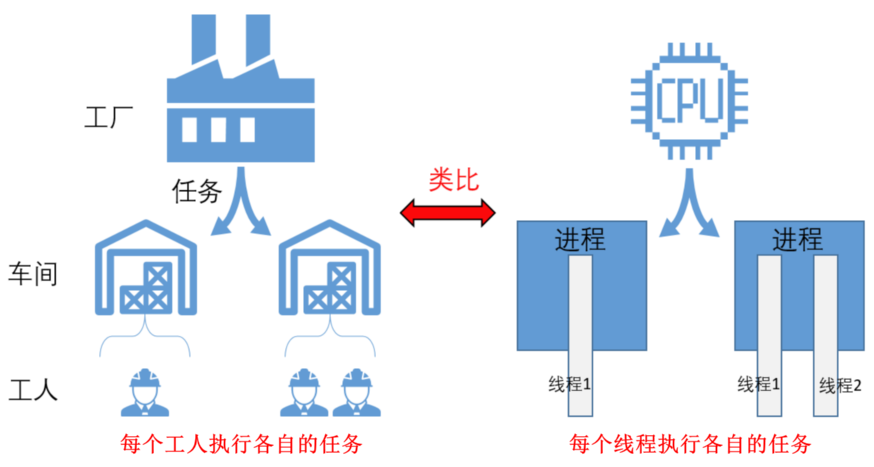 工厂
CPU
任务
类比
车间
进程
进程
工人
线程1
线程1
线程2
每个工人执行各自的任务
每个线程执行各自的任务